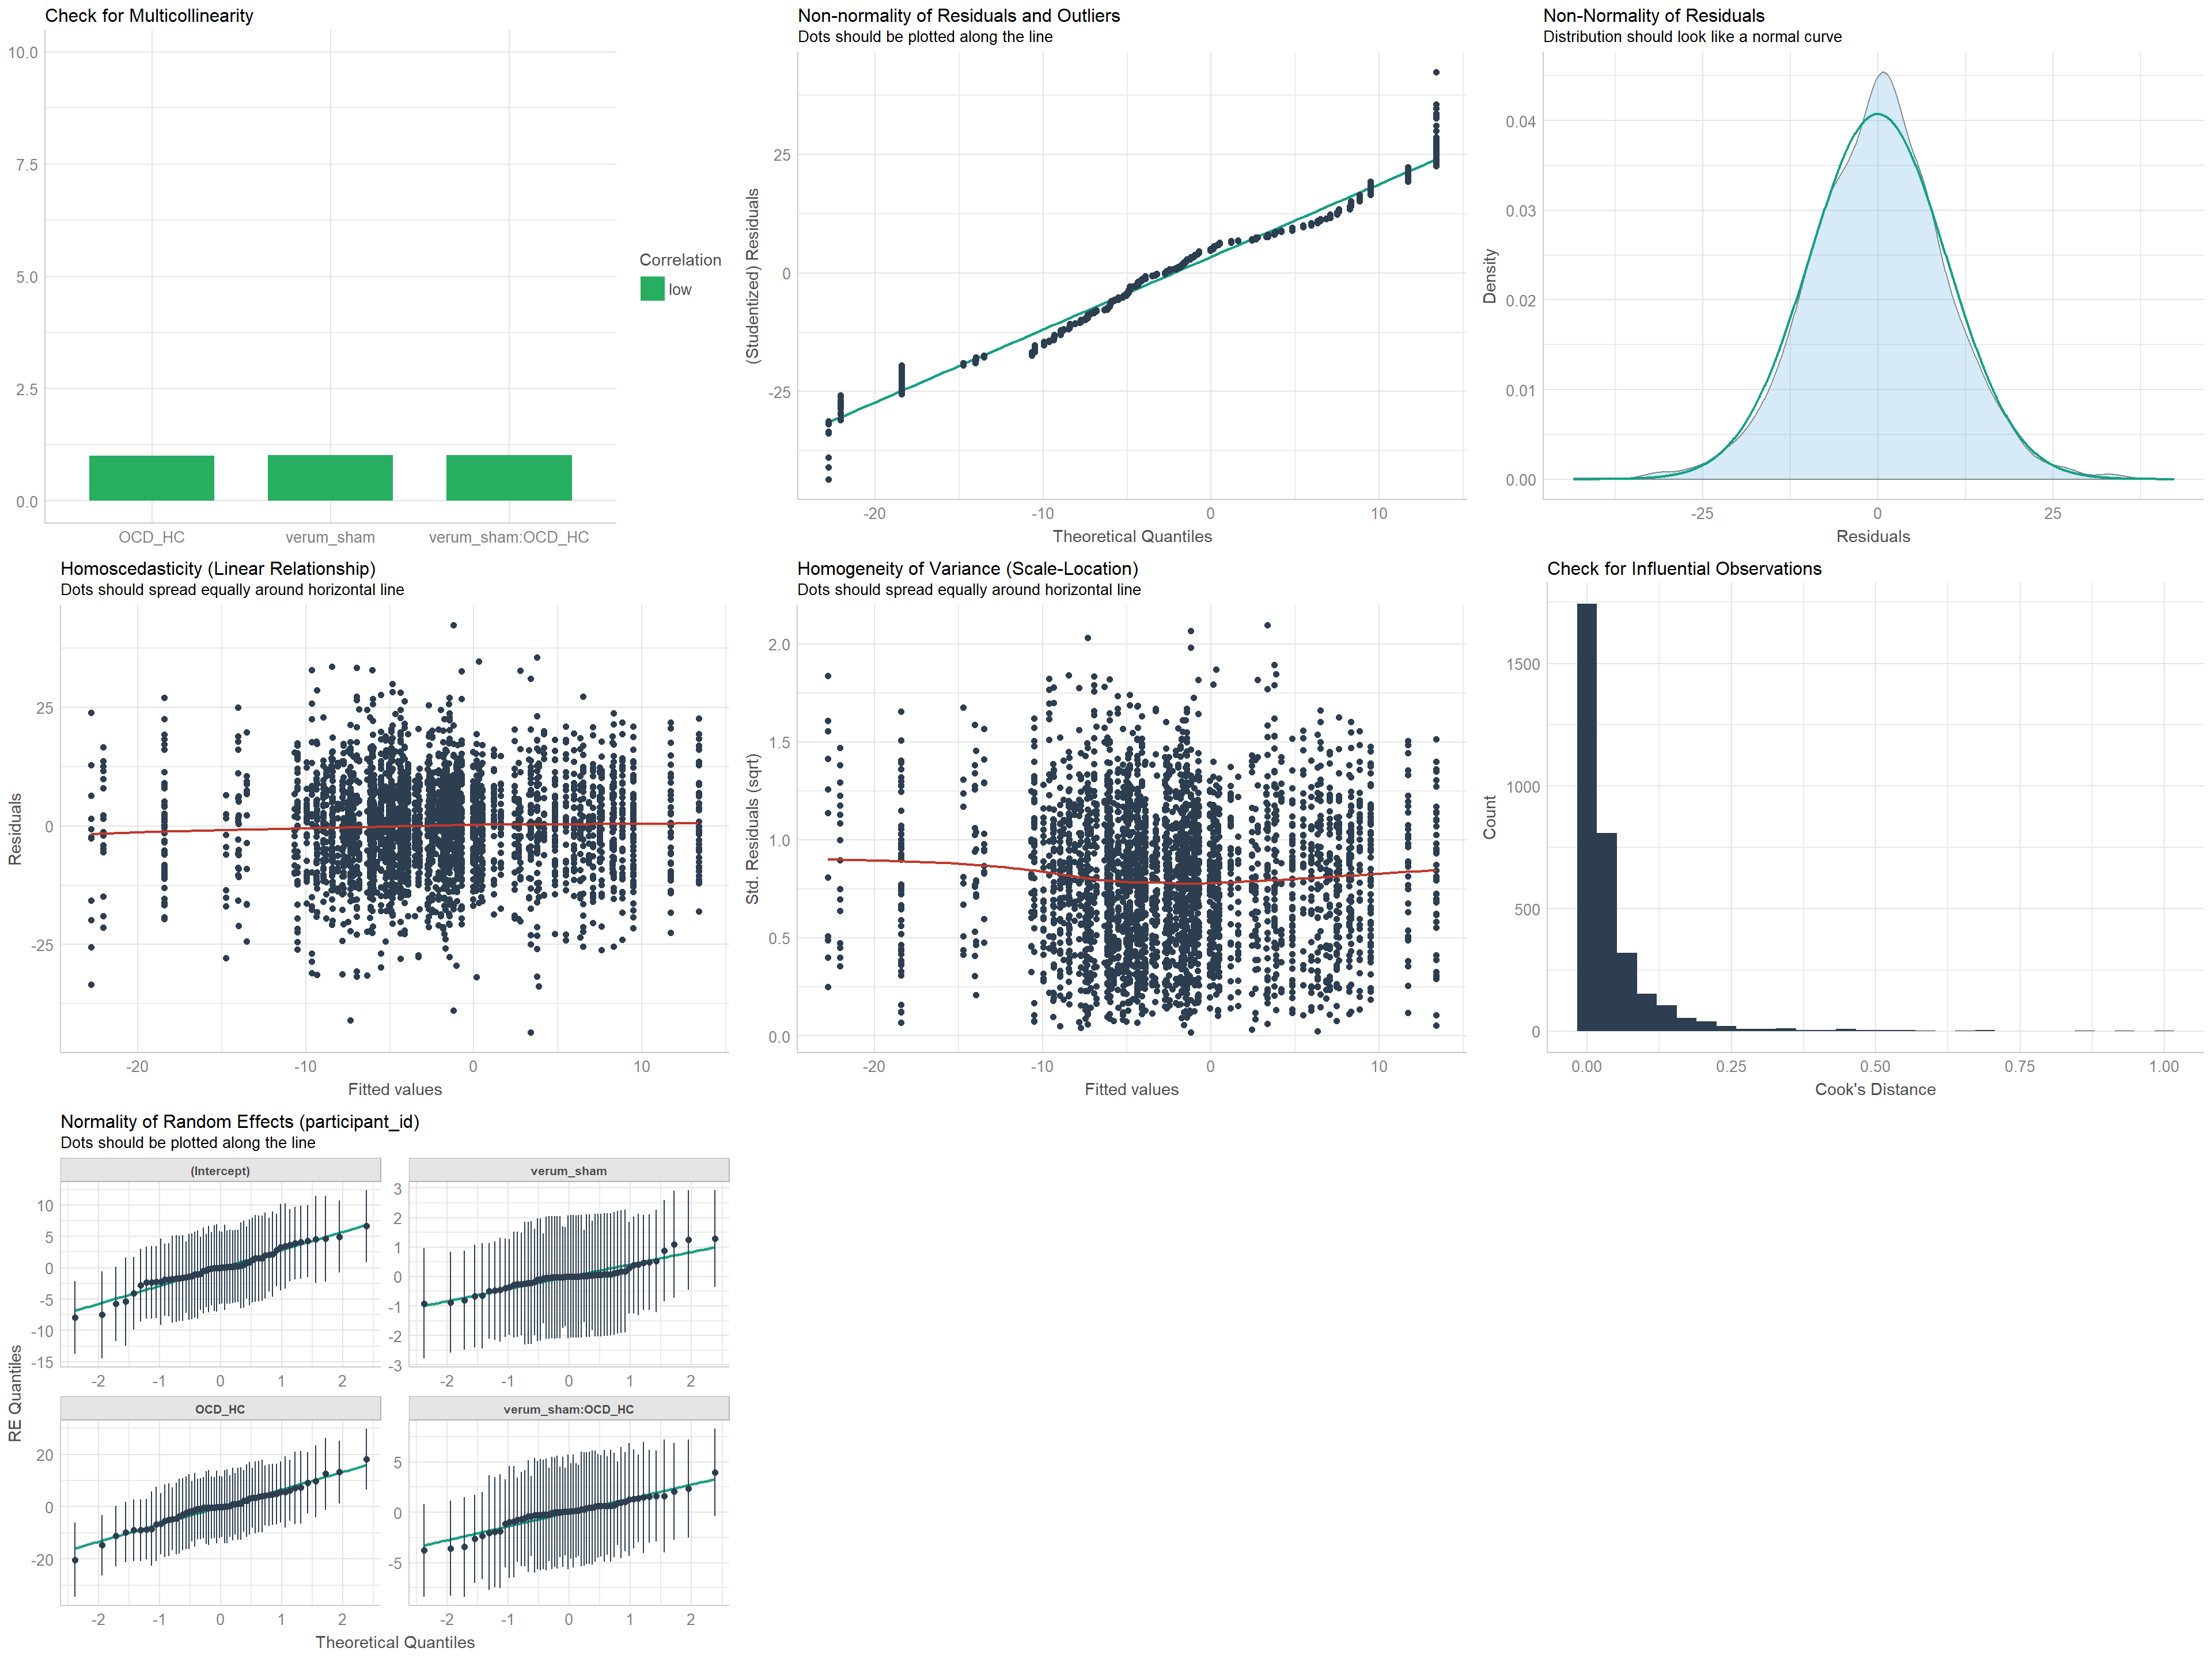 Check for Multicollinearity
10.0
7.5
5.0
2.5
0.0
OCD_HC
verum_sham
verum_sham:OCD_HC
Correlation
low
Non-normality of Residuals and Outliers
Dots should be plotted along the line
(Studentized) Residuals
25
0
-25
-20
-10
0
10
Theoretical Quantiles
Non-Normality of Residuals
Distribution should look like a normal curve
Density
0.04
0.03
0.02
0.01
0.00
-25
0
25
Residuals
Homoscedasticity (Linear Relationship)
Dots should spread equally around horizontal line
Residuals
25
0
-25
-20
-10
0
10
Fitted values
Homogeneity of Variance (Scale-Location)
Dots should spread equally around horizontal line
Std. Residuals (sqrt)
2.0
1.5
1.0
0.5
0.0
-20
-10
0
10
Fitted values
Check for Influential Observations
Count
1500
1000
500
0
0.00
0.25
0.50
0.75
1.00
Cook's Distance
Normality of Random Effects (participant_id)
Dots should be plotted along the line
RE Quantiles
(Intercept)
10
5
0
-5
-10
-15
-2
-1
0
1
2
verum_sham
3
2
1
0
-1
-2
-3
-2
-1
0
1
2
OCD_HC
20
0
-20
-2
-1
0
1
2
verum_sham:OCD_HC
5
0
-5
-2
-1
0
1
2
Theoretical Quantiles